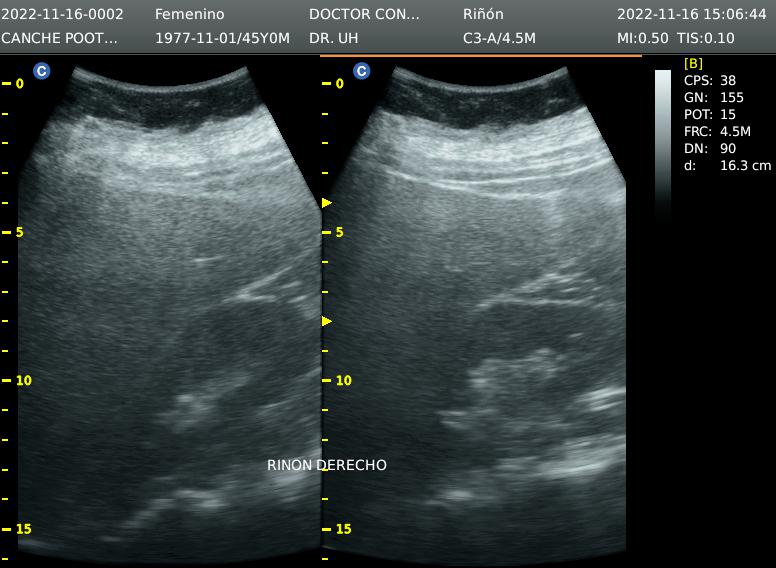 2022-11-16-0002 Femenino DOCTOR CON... Riñón 2022-11-16 15:06:44
CANCHE POOT... 1977-11-01/45Y0M DR. UH C3-A/4.5M MI:0.50 TIS:0.10
[B]
CPS: 38
GN: 155
POT: 15
FRC: 4.5M
DN: 90
d: 16.3 cm
C C
0 0
5 5
10 10
RINON DERECHO
15 15